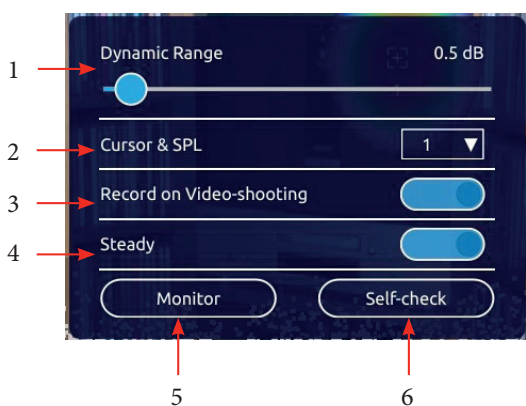 1 Dynamic Range 0.5 dB
2 Cursor & SPL 1 ▼
3 Record on Video-shooting
4 Steady
Monitor Self-check
5 6